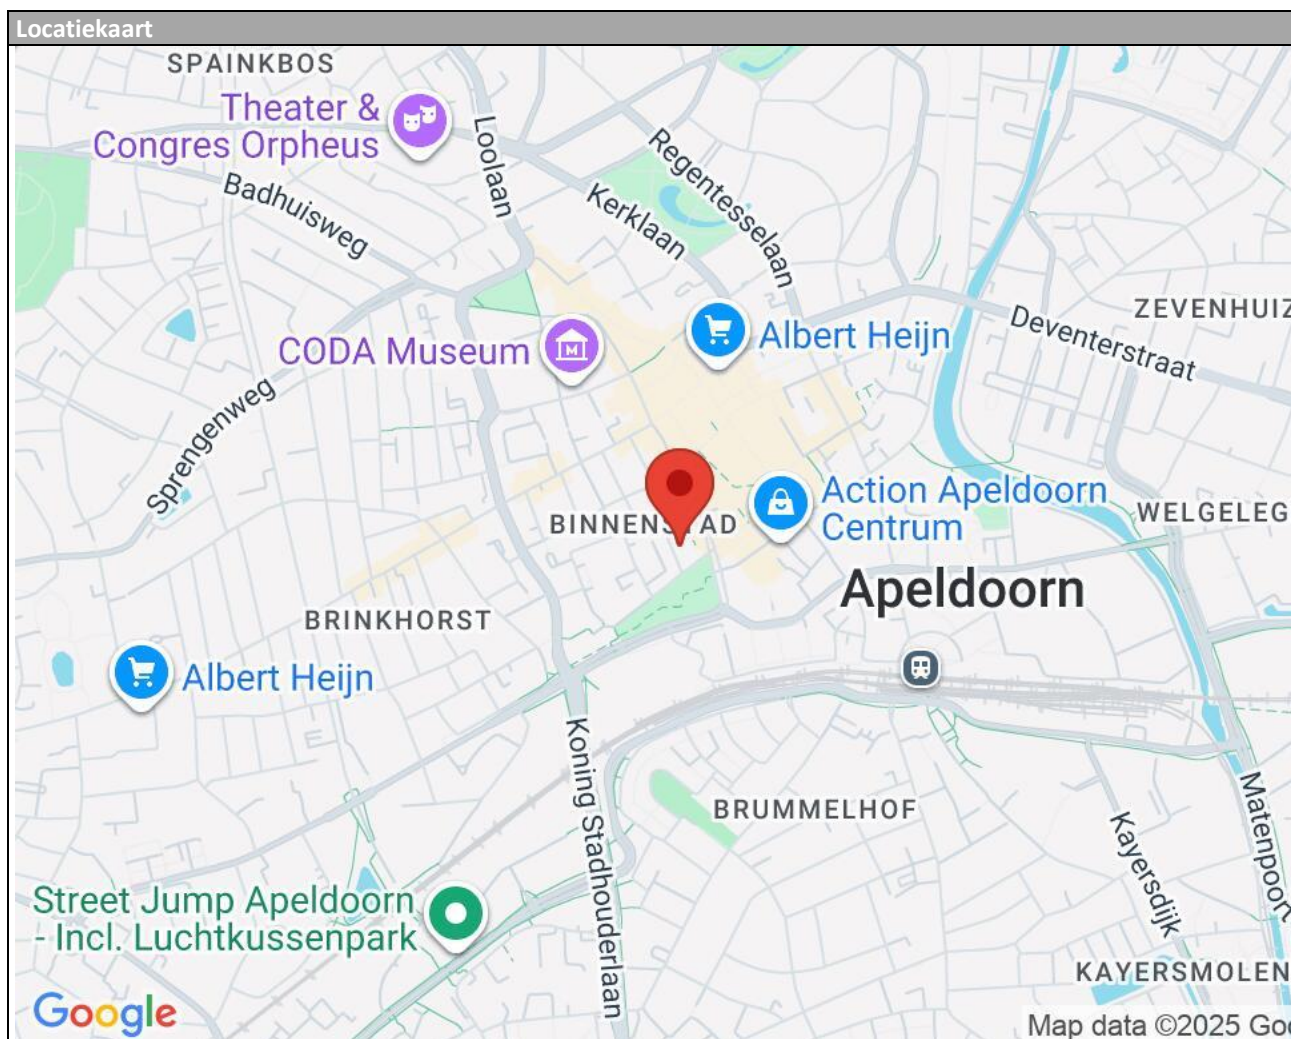 Locatiekaart
SPAINKBOS
Theater &
Congres Orpheus
Loolaan
Regentesselaan
Badhuisweg
Kerklaan
ZEVENHUIZ
Deventerstraat
Albert Heijn
CODA Museum
Sprengenweg
Action Apeldoorn
Centrum
BINNENSTAD
WELGELEG
Apeldoorn
BRINKHORST
Albert Heijn
Koning Stadhouderlaan
BRUMMELHOF
Matenpoort
Kayersdijk
Street Jump Apeldoorn
- Incl. Luchtkussenpark
KAYERSMOLEN
Google
Map data ©2025 Goo